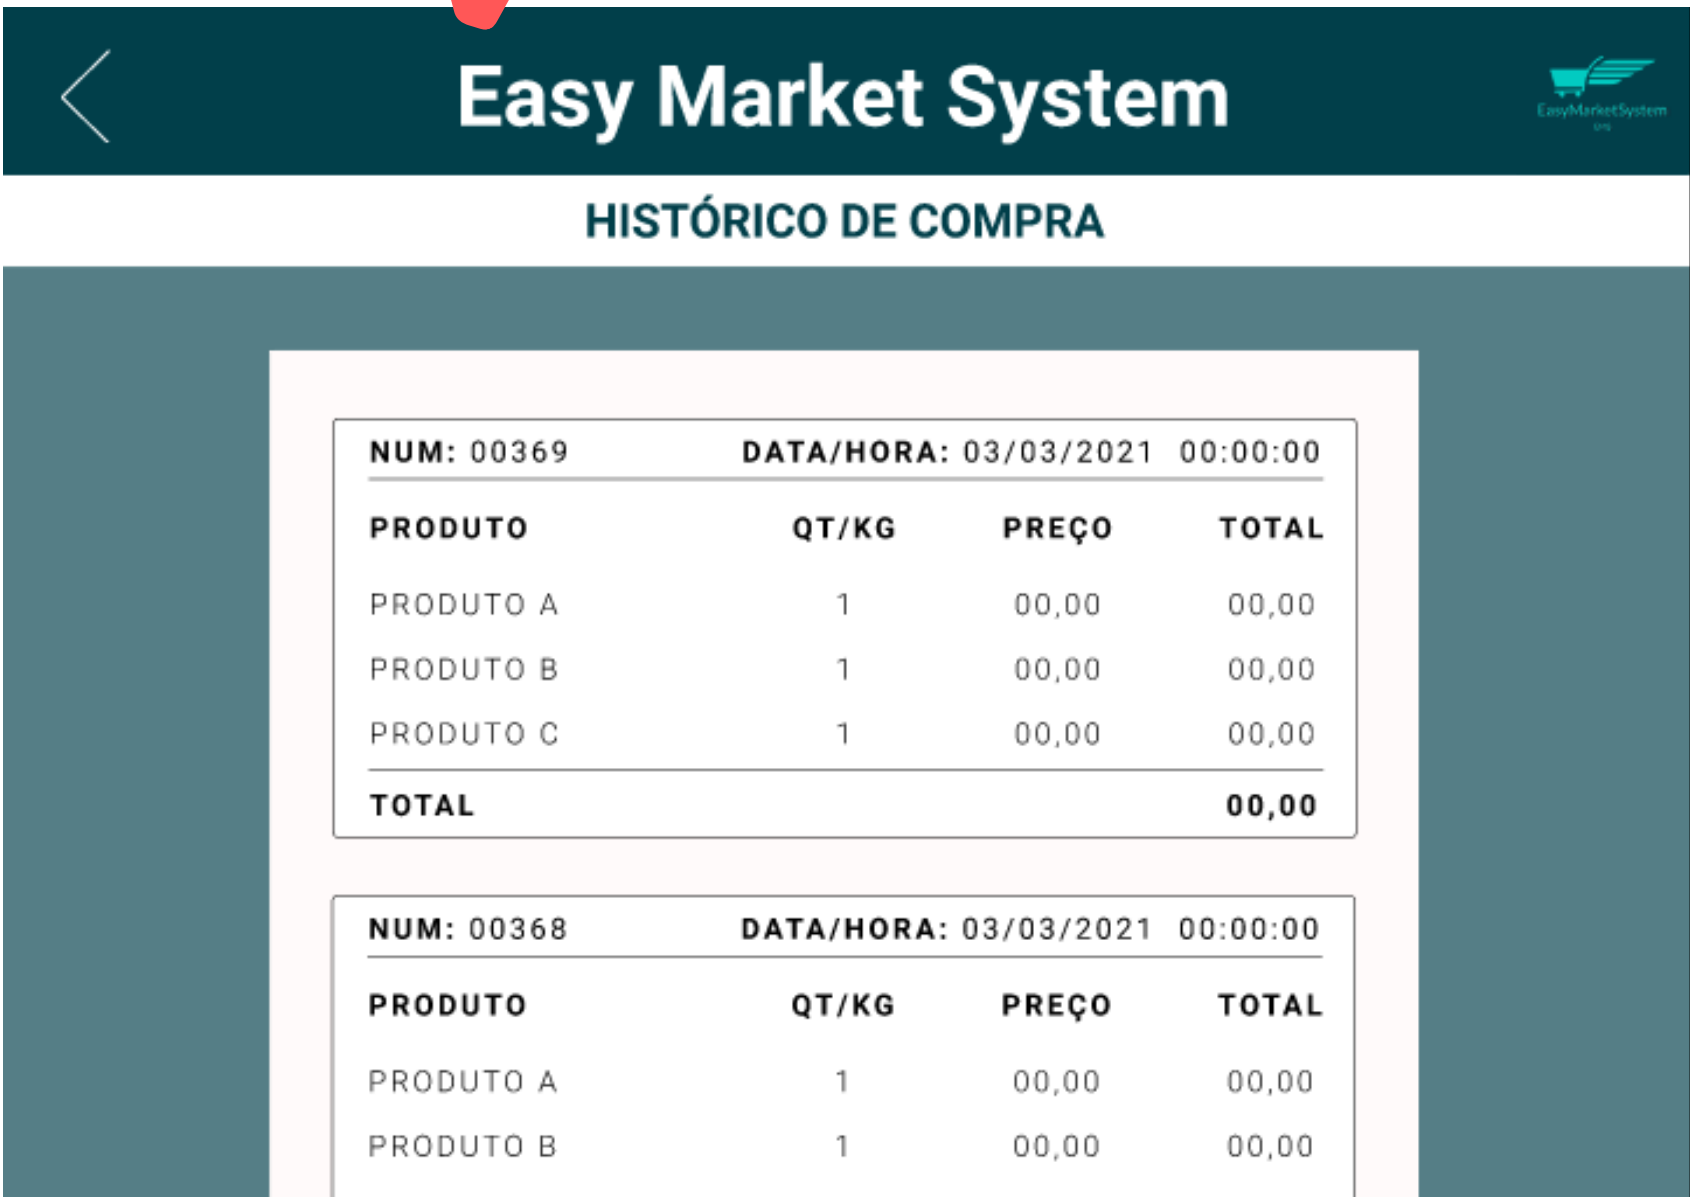 Easy Market System
EasyMarketSystem
HISTÓRICO DE COMPRA
NUM: 00369 DATA/HORA: 03/03/2021 00:00:00
PRODUTO QT/KG PREÇO TOTAL
PRODUTO A 1 00,00 00,00
PRODUTO B 1 00,00 00,00
PRODUTO C 1 00,00 00,00
TOTAL 00,00
NUM: 00368 DATA/HORA: 03/03/2021 00:00:00
PRODUTO QT/KG PREÇO TOTAL
PRODUTO A 1 00,00 00,00
PRODUTO B 1 00,00 00,00